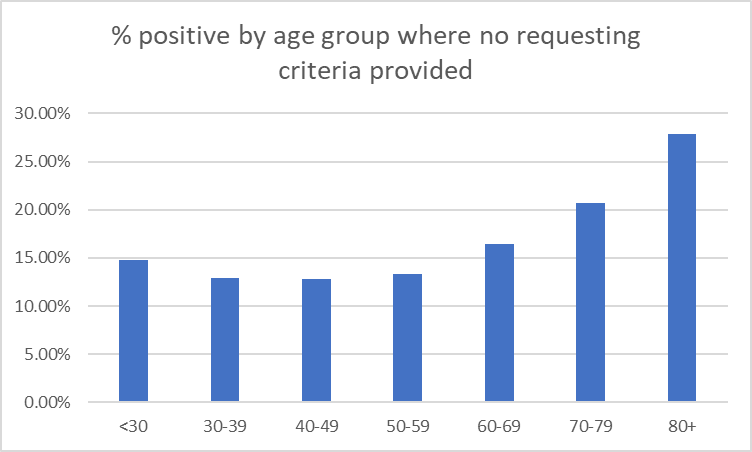 % positive by age group where no requesting
criteria provided
30.00%
25.00%
20.00%
15.00%
10.00%
5.00%
0.00%
<30 30-39 40-49 50-59 60-69 70-79 80+